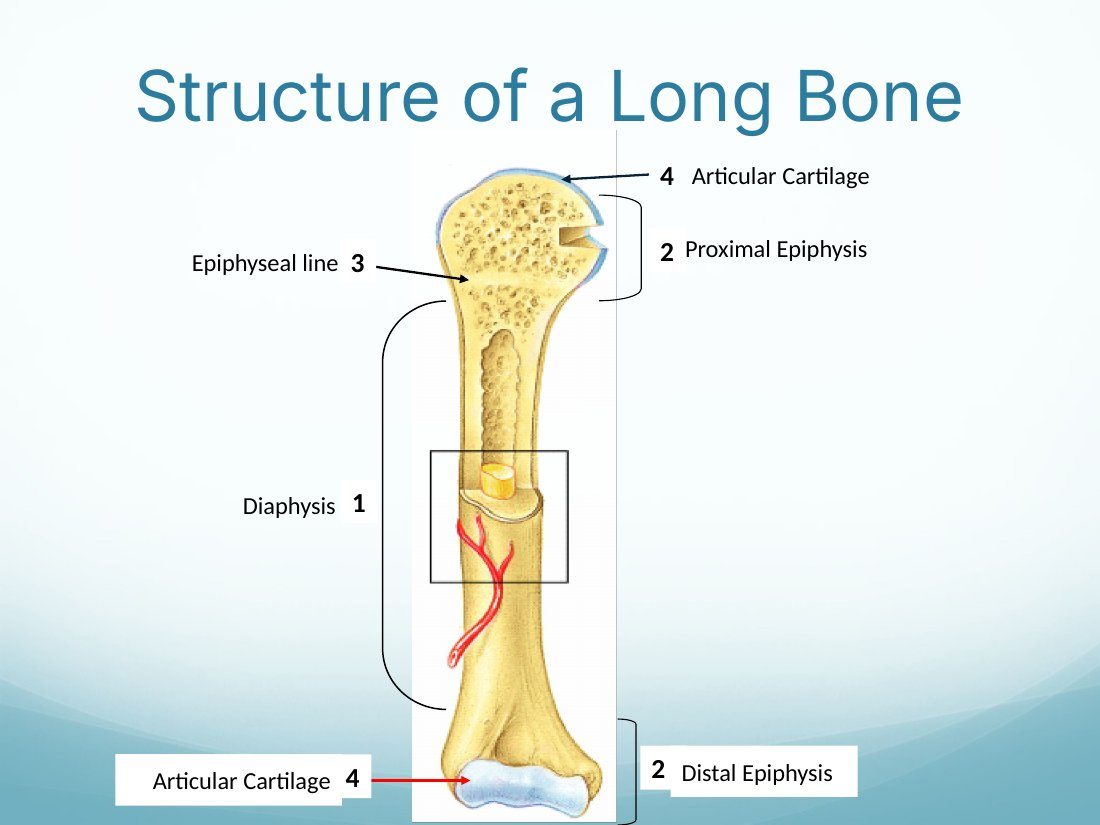 Structure of a Long Bone
4 Articular Cartilage
2 Proximal Epiphysis
Epiphyseal line 3
Diaphysis 1
2 Distal Epiphysis
Articular Cartilage 4